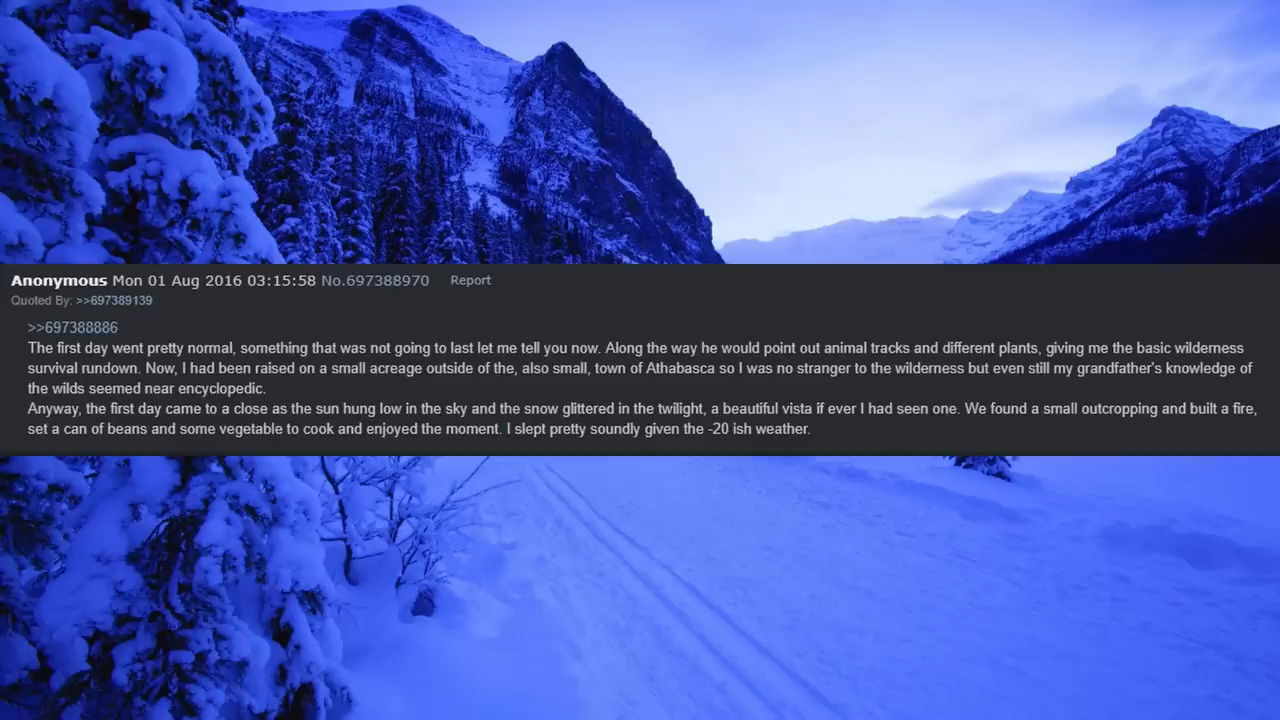 Anonymous Mon 01 Aug 2016 03:15:58 No.697388970 Report
Quoted By: >>697389139
>>697388886
The first day went pretty normal, something that was not going to last let me tell you now. Along the way he would point out animal tracks and different plants, giving me the basic wilderness
survival rundown. Now, I had been raised on a small acreage outside of the, also small, town of Athabasca so I was no stranger to the wilderness but even still my grandfather's knowledge of
the wilds seemed near encyclopedic.
Anyway, the first day came to a close as the sun hung low in the sky and the snow glittered in the twilight, a beautiful vista if ever I had seen one. We found a small outcropping and built a fire,
set a can of beans and some vegetable to cook and enjoyed the moment. I slept pretty soundly given the -20 ish weather.